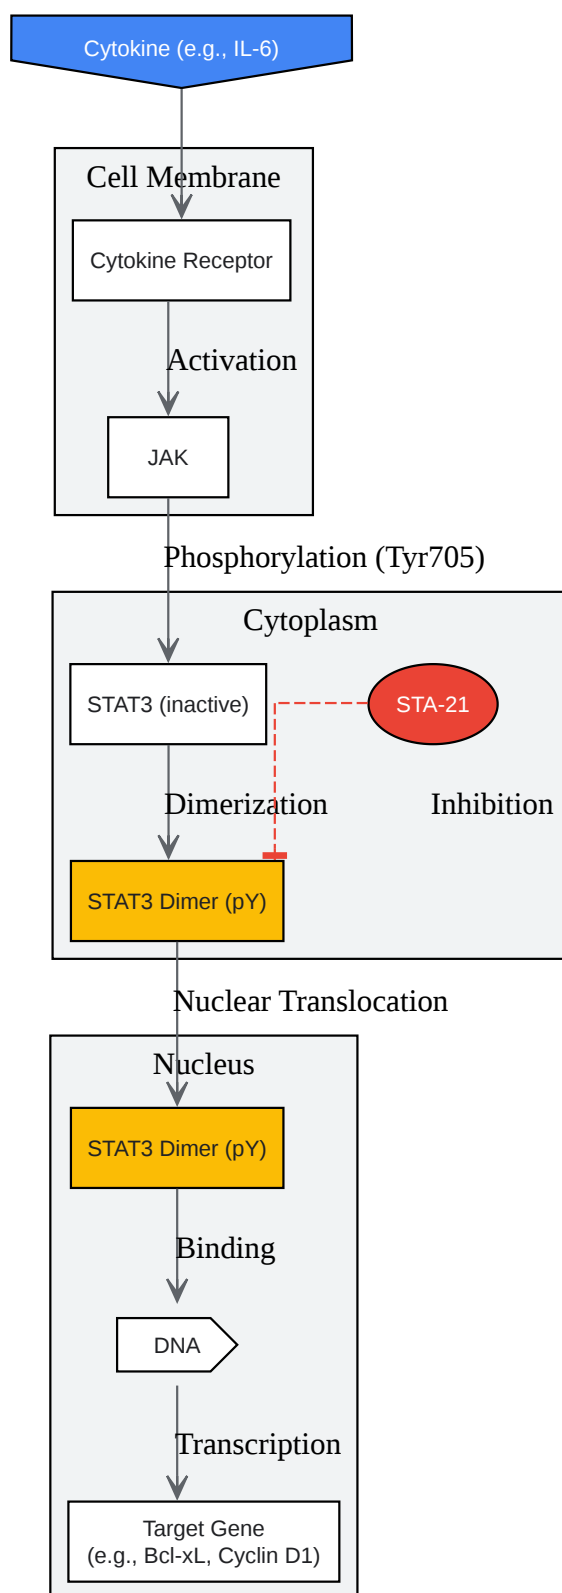 Cytokine (e.g., IL-6)
Cell Membrane
Cytokine Receptor
Activation
JAK
Phosphorylation (Tyr705)
Cytoplasm
STAT3 (inactive)
STA-21
Dimerization
Inhibition
STAT3 Dimer (pY)
Nuclear Translocation
Nucleus
STAT3 Dimer (pY)
Binding
DNA
Transcription
Target Gene
(e.g., Bcl-xL, Cyclin D1)